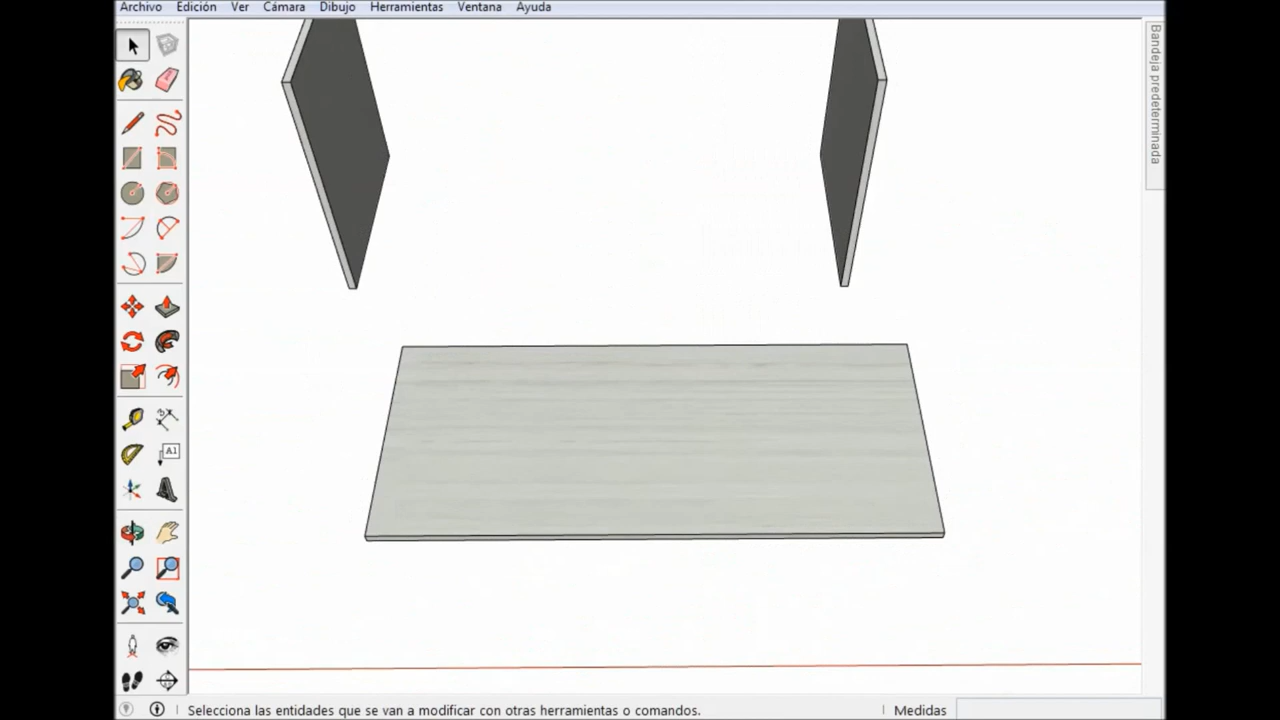 Archivo Edición Ver Cámara Dibujo Herramientas Ventana Ayuda
Bandeja predeterminada
A1
Selecciona las entidades que se van a modificar con otras herramientas o comandos.
Medidas